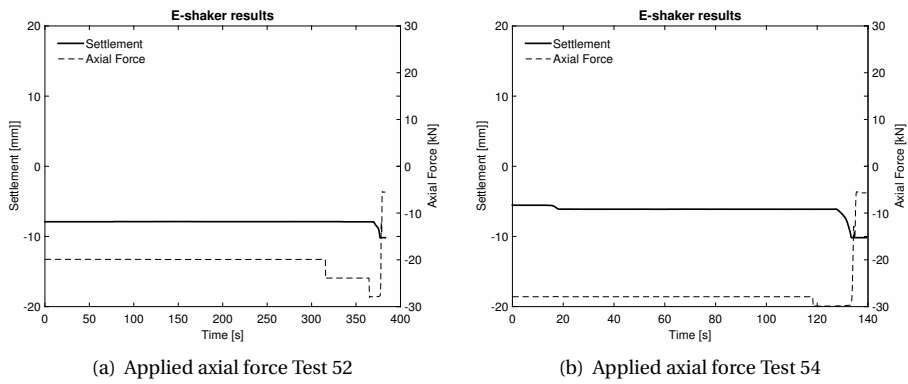 E-shaker results
20
10
0
-10
-20
Settlement [mm]]
30
20
10
0
-10
-20
-30
Axial Force [kN]
Settlement
Axial Force
0 50 100 150 200 250 300 350 400
Time [s]
(a) Applied axial force Test 52
E-shaker results
20
10
0
-10
-20
Settlement [mm]]
30
20
10
0
-10
-20
-30
Axial Force [kN]
Settlement
Axial Force
0 20 40 60 80 100 120 140
Time [s]
(b) Applied axial force Test 54